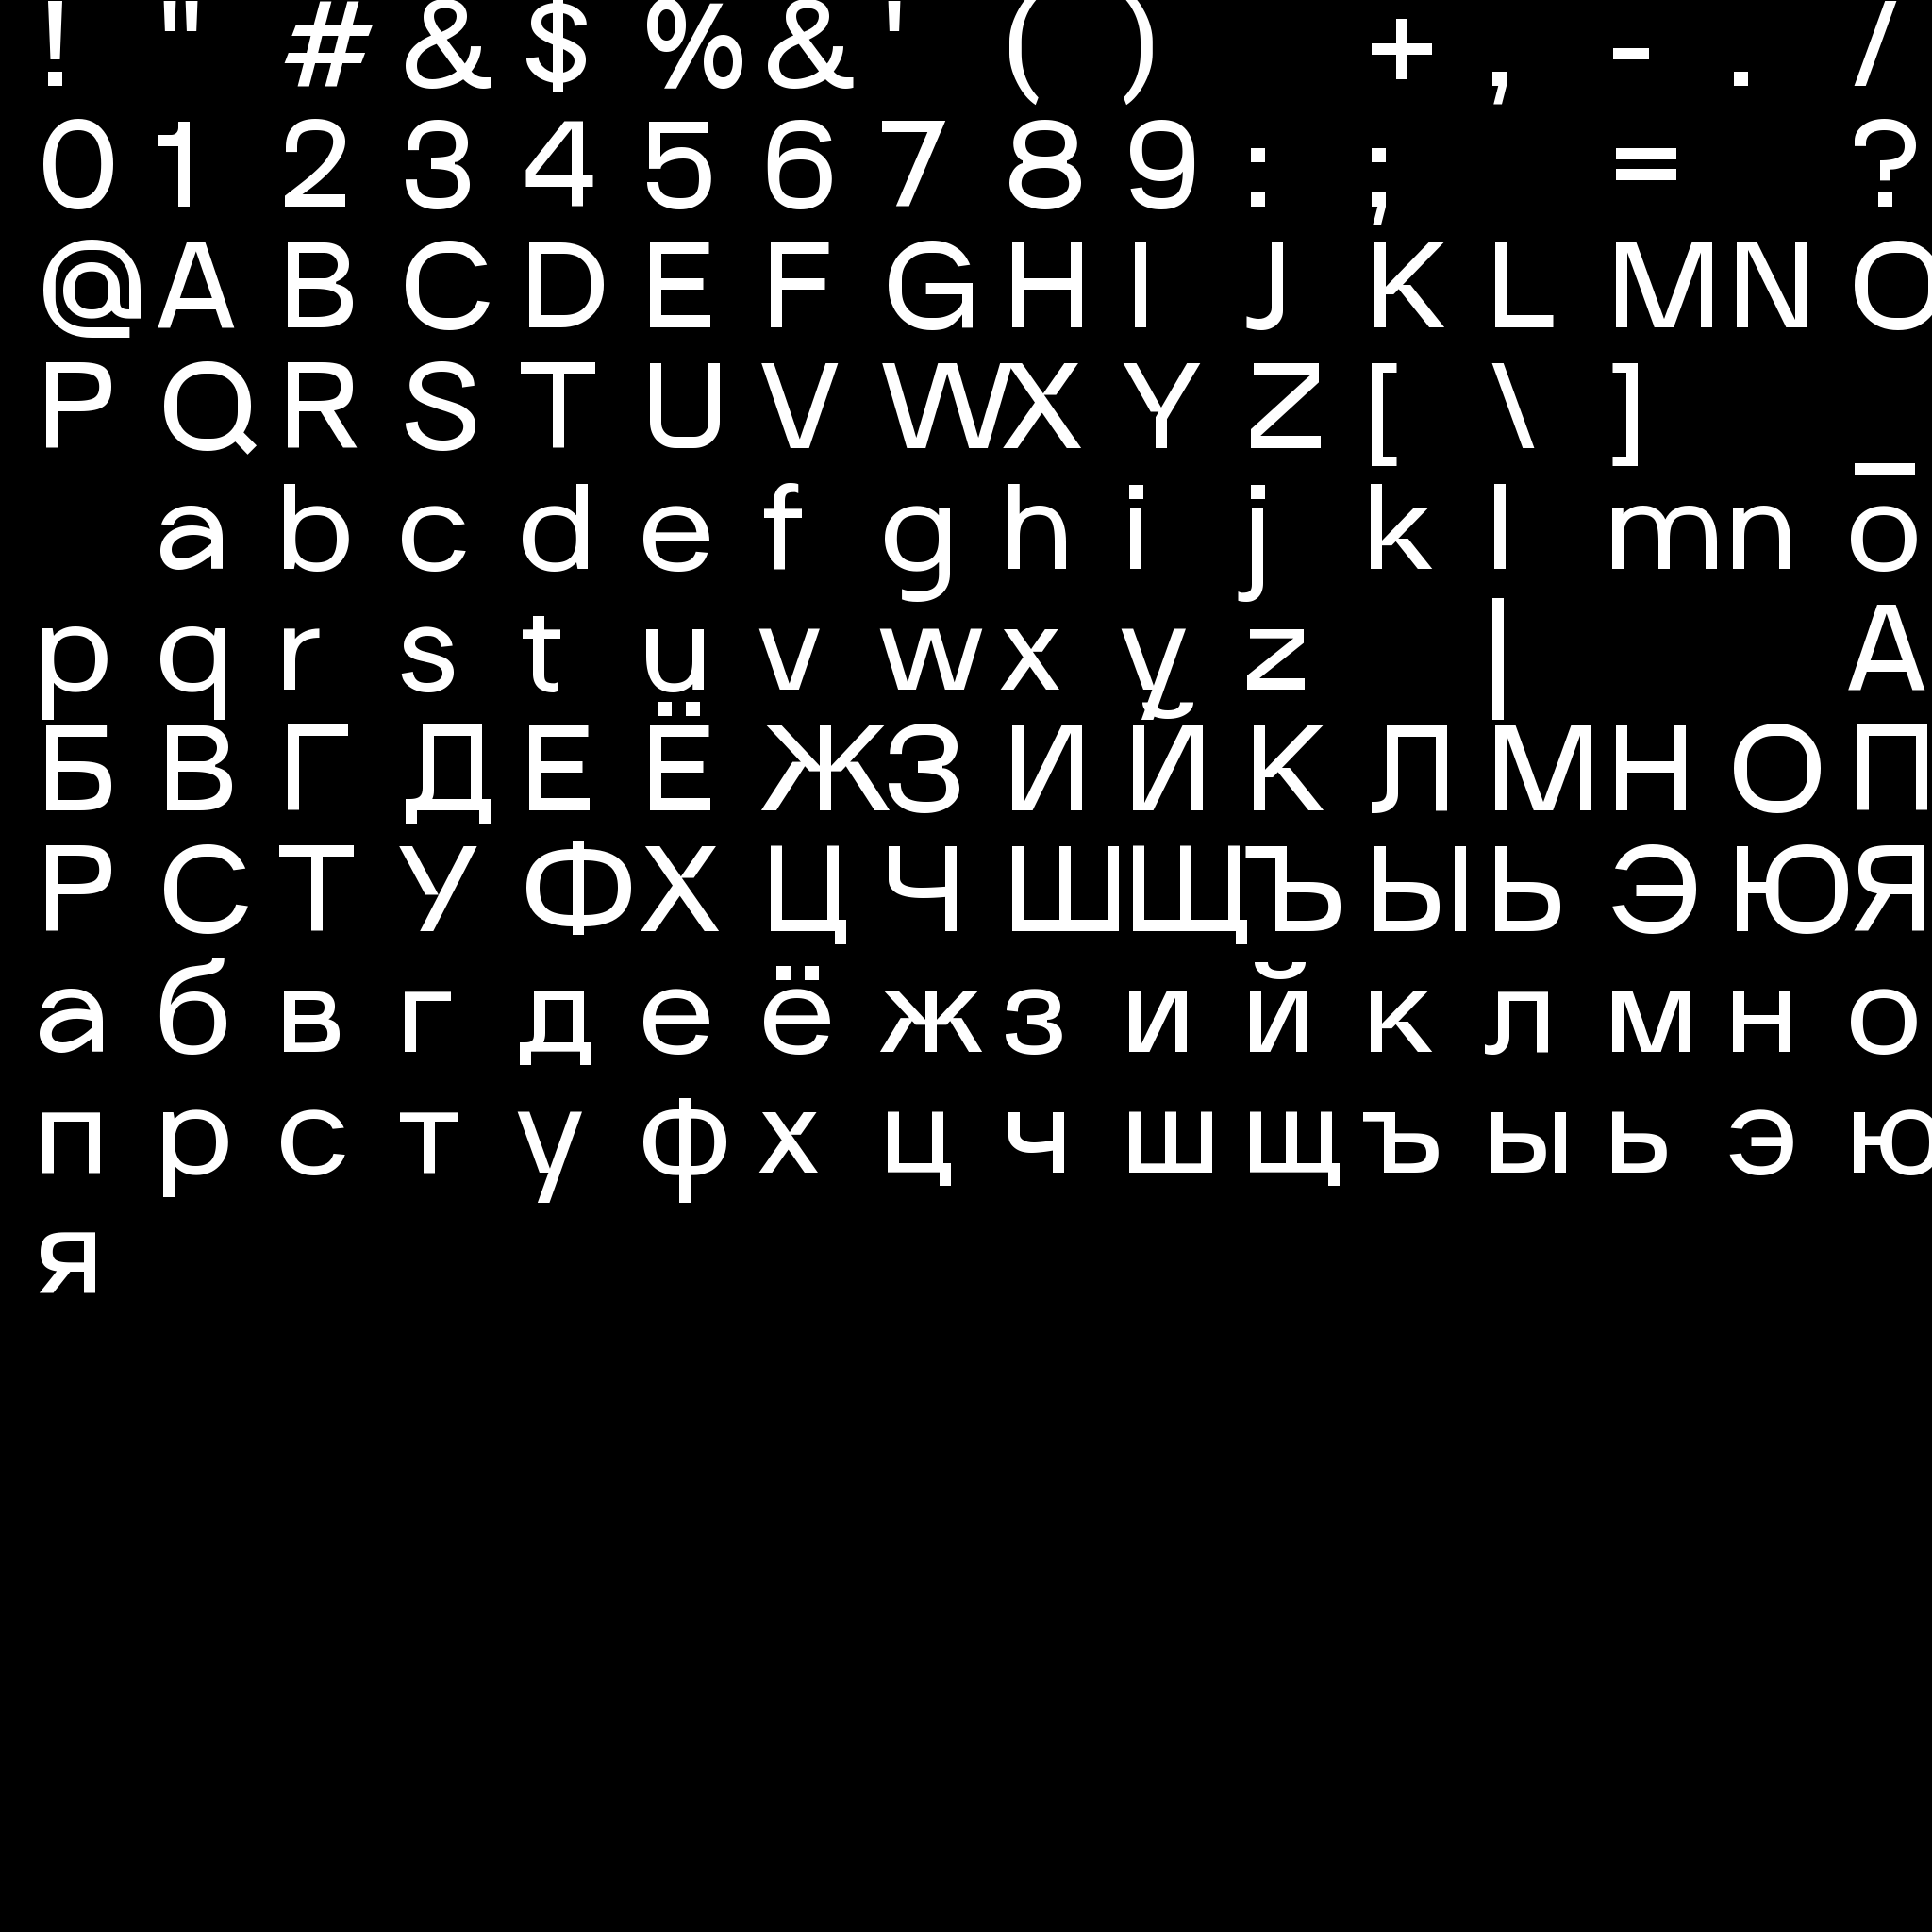 ! " # & $ % & ' ( ) + , - . /
0 1 2 3 4 5 6 7 8 9 : ; = ?
@ A B C D E F G H I J K L M N O
P Q R S T U V W X Y Z [ \ ] _
a b c d e f g h i j k l m n o
p q r s t u v w x y z | А
Б В Г Д Е Ё Ж З И Й К Л М Н О П
Р С Т У Ф Х Ц Ч Ш Щ Ъ Ы Ь Э Ю Я
а б в г д е ё ж з и й к л м н о
п р с т у ф х ц ч ш щ ъ ы ь э ю
я